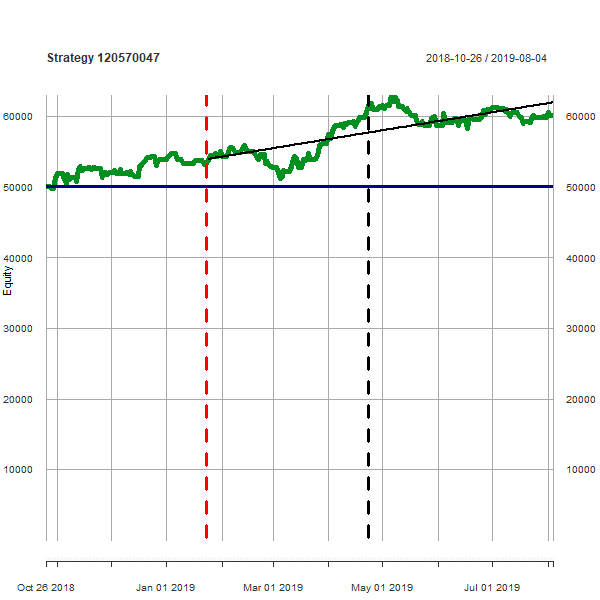 Strategy 120570047
2018-10-26 / 2019-08-04
60000
60000
50000
50000
40000
40000
Equity
30000
30000
20000
20000
10000
10000
Oct 26 2018
Jan 01 2019
Mar 01 2019
May 01 2019
Jul 01 2019